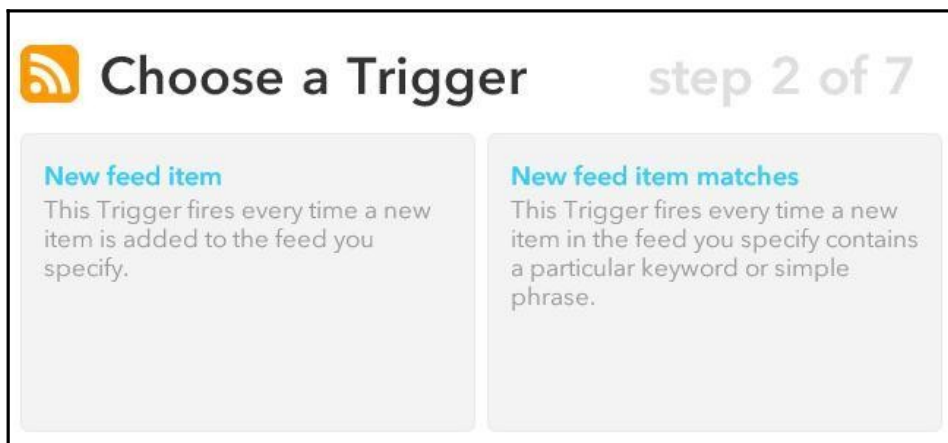 Choose a Trigger step 2 of 7
New feed item
This Trigger fires every time a new
item is added to the feed you
specify.
New feed item matches
This Trigger fires every time a new
item in the feed you specify contains
a particular keyword or simple
phrase.